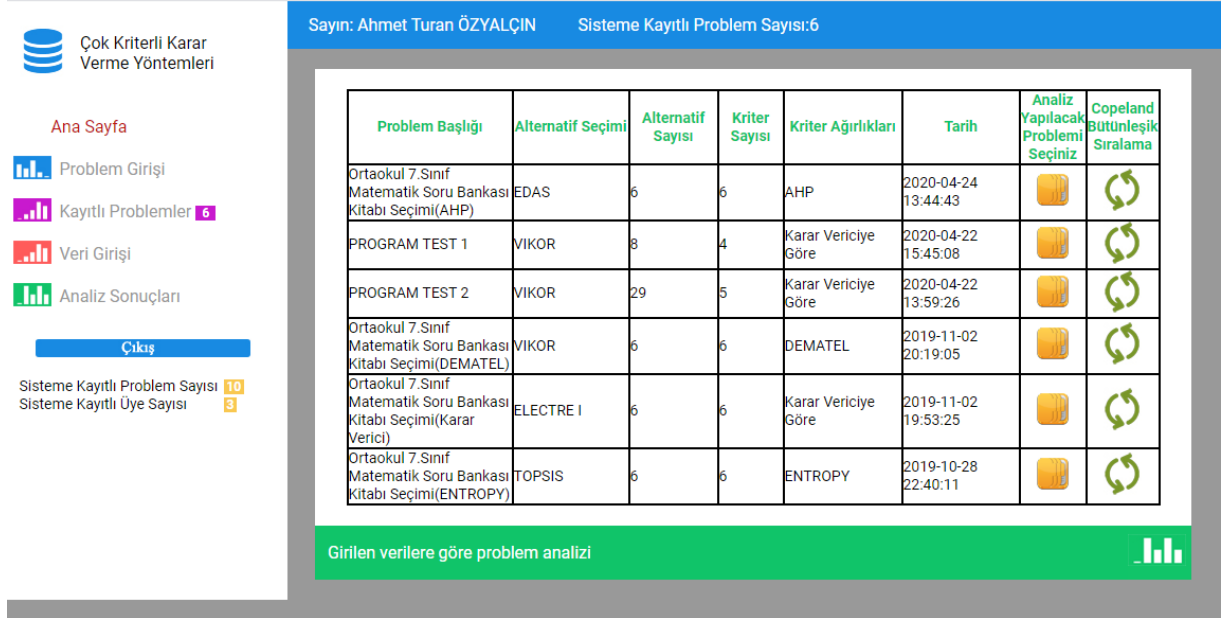 Çok Kriterli Karar
Verme Yöntemleri
Ana Sayfa
Problem Girişi
Kayıtlı Problemler 6
Veri Girişi
Analiz Sonuçları
Çıkış
Sisteme Kayıtlı Problem Sayısı 10
Sisteme Kayıtlı Üye Sayısı 3
Sayın: Ahmet Turan ÖZYALÇIN Sisteme Kayıtlı Problem Sayısı:6
Problem Başlığı
Alternatif Seçimi
Alternatif
Sayısı
Kriter
Sayısı
Kriter Ağırlıkları
Tarih
Analiz
Yapılacak
Problemi
Seçiniz
Copeland
Bütünleşik
Sıralama
Ortaokul 7.Sınıf
Matematik Soru Bankası
Kitabı Seçimi(AHP)
EDAS
6
6
AHP
2020-04-24
13:44:43
PROGRAM TEST 1
VIKOR
8
4
Karar Vericiye
Göre
2020-04-22
15:45:08
PROGRAM TEST 2
VIKOR
29
5
Karar Vericiye
Göre
2020-04-22
13:59:26
Ortaokul 7.Sınıf
Matematik Soru Bankası
Kitabı Seçimi(DEMATEL)
VIKOR
6
6
DEMATEL
2019-11-02
20:19:05
Ortaokul 7.Sınıf
Matematik Soru Bankası
Kitabı Seçimi(Karar
Verici)
ELECTRE I
6
6
Karar Vericiye
Göre
2019-11-02
19:53:25
Ortaokul 7.Sınıf
Matematik Soru Bankası
Kitabı Seçimi(ENTROPY)
TOPSIS
6
6
ENTROPY
2019-10-28
22:40:11
Girilen verilere göre problem analizi